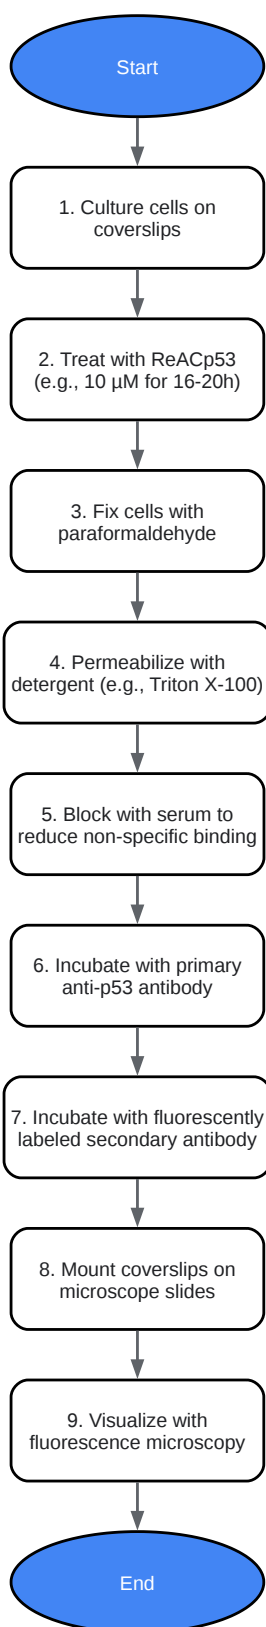 Start
1. Culture cells on
coverslips
2. Treat with ReACp53
(e.g., 10 µM for 16-20h)
3. Fix cells with
paraformaldehyde
4. Permeabilize with
detergent (e.g., Triton X-100)
5. Block with serum to
reduce non-specific binding
6. Incubate with primary
anti-p53 antibody
7. Incubate with fluorescently
labeled secondary antibody
8. Mount coverslips on
microscope slides
9. Visualize with
fluorescence microscopy
End